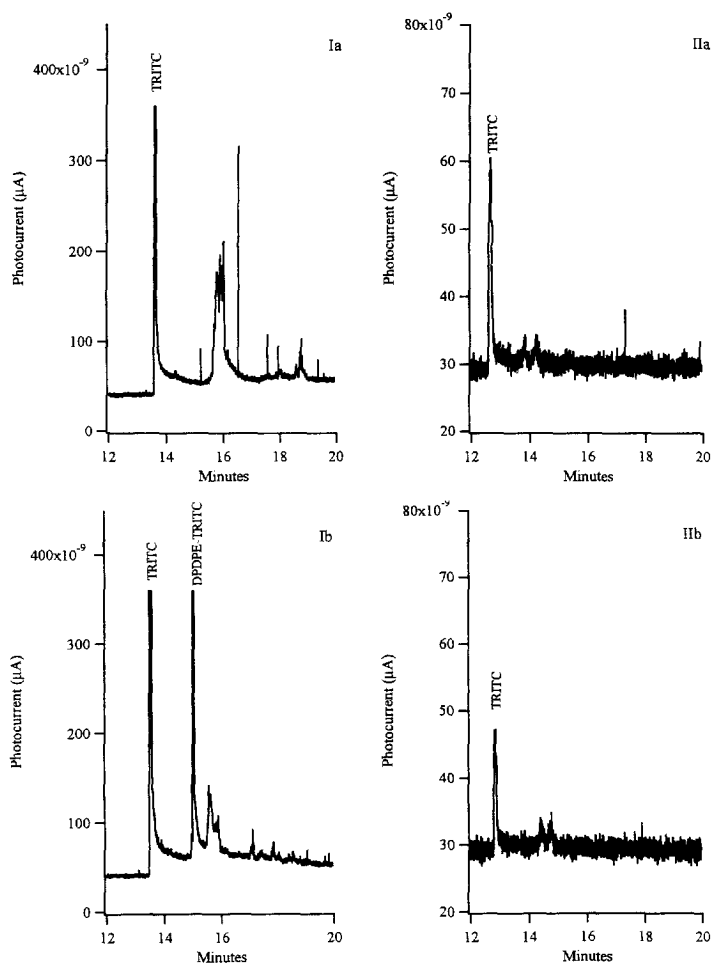 Ia
400x10⁻⁹
300
200
100
0
Photocurrent (µA)
TRITC
12 14 16 18 20
Minutes
IIa
80x10⁻⁹
70
60
50
40
30
20
Photocurrent (µA)
TRITC
12 14 16 18 20
Minutes
Ib
400x10⁻⁹
300
200
100
0
Photocurrent (µA)
TRITC
DPDPE-TRITC
12 14 16 18 20
Minutes
IIb
80x10⁻⁹
70
60
50
40
30
20
Photocurrent (µA)
TRITC
12 14 16 18 20
Minutes